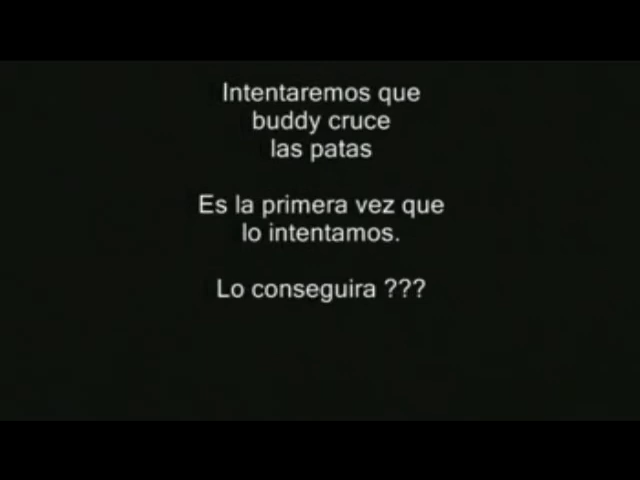 Intentaremos que
buddy cruce
las patas
Es la primera vez que
lo intentamos.
Lo conseguira ???